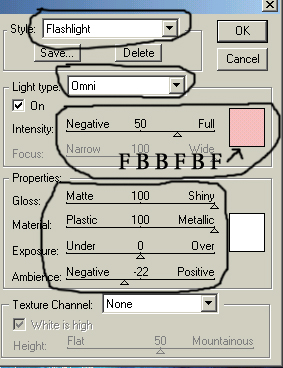 Style: Flashlight
OK
Save... Delete
Cancel
Light type: Omni
On
Intensity: Negative 50 Full
Focus: Narrow 100 Wide
FBBFBF
Properties:
Gloss: Matte 100 Shiny
Material: Plastic 100 Metallic
Exposure: Under 0 Over
Ambience: Negative -22 Positive
Texture Channel: None
White is high
Height: Flat 50 Mountainous